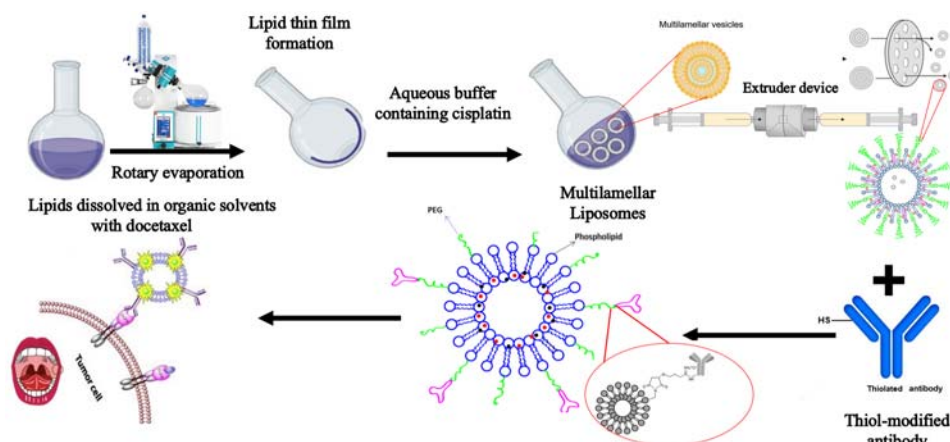 Lipid thin film
formation
Rotary evaporation
Lipids dissolved in organic solvents
with docetaxel
Aqueous buffer
containing cisplatin
Multilamellar vesicles
Multilamellar
Liposomes
Extruder device
HS
Thiolated antibody
Thiol-modified
antibody
PEG
Phospholipid
Tumor cell